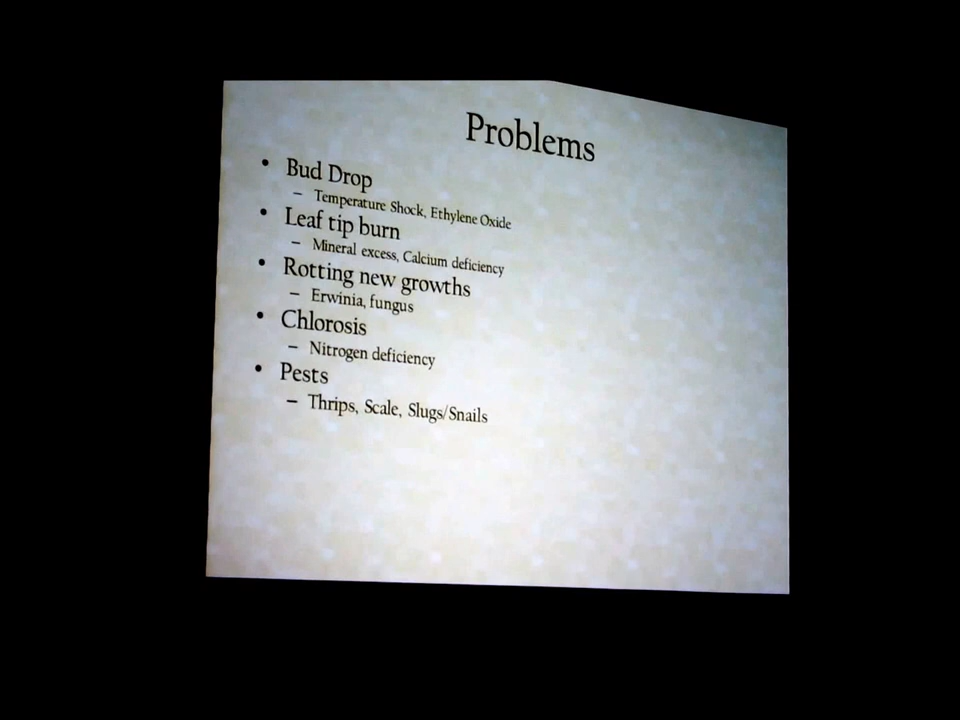 Problems
• Bud Drop
– Temperature Shock, Ethylene Oxide
• Leaf tip burn
– Mineral excess, Calcium deficiency
• Rotting new growths
– Erwinia, fungus
• Chlorosis
– Nitrogen deficiency
• Pests
– Thrips, Scale, Slugs/Snails